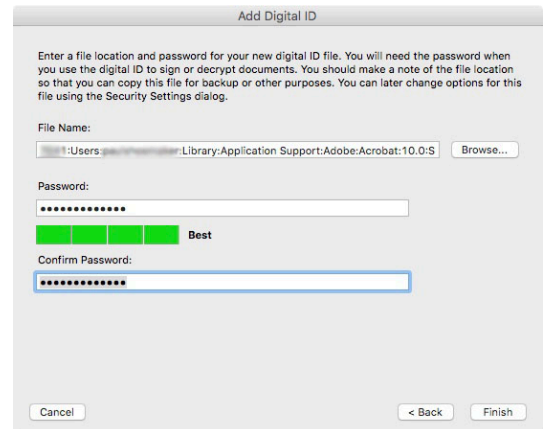 Add Digital ID
Enter a file location and password for your new digital ID file. You will need the password when
you use the digital ID to sign or decrypt documents. You should make a note of the file location
so that you can copy this file for backup or other purposes. You can later change options for this
file using the Security Settings dialog.
File Name:
:Users: :Library:Application Support:Adobe:Acrobat:10.0:S Browse...
Password:
•••••••••••••
Best
Confirm Password:
•••••••••••••
Cancel < Back Finish